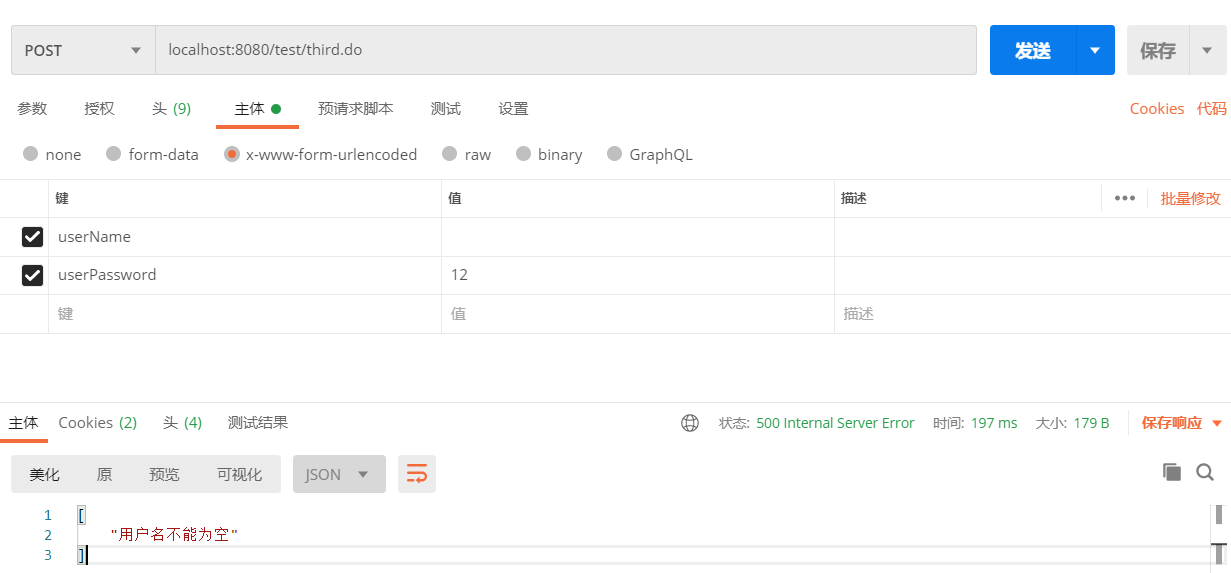 POST localhost:8080/test/third.do 发送 保存
参数 授权 头 (9) 主体 预请求脚本 测试 设置 Cookies 代码
none form-data x-www-form-urlencoded raw binary GraphQL
键 值 描述 ••• 批量修改
userName
userPassword 12
键 值 描述
主体 Cookies (2) 头 (4) 测试结果 状态: 500 Internal Server Error 时间: 197 ms 大小: 179 B 保存响应
美化 原 预览 可视化 JSON
1 [
2 "用户名不能为空"
3 ]